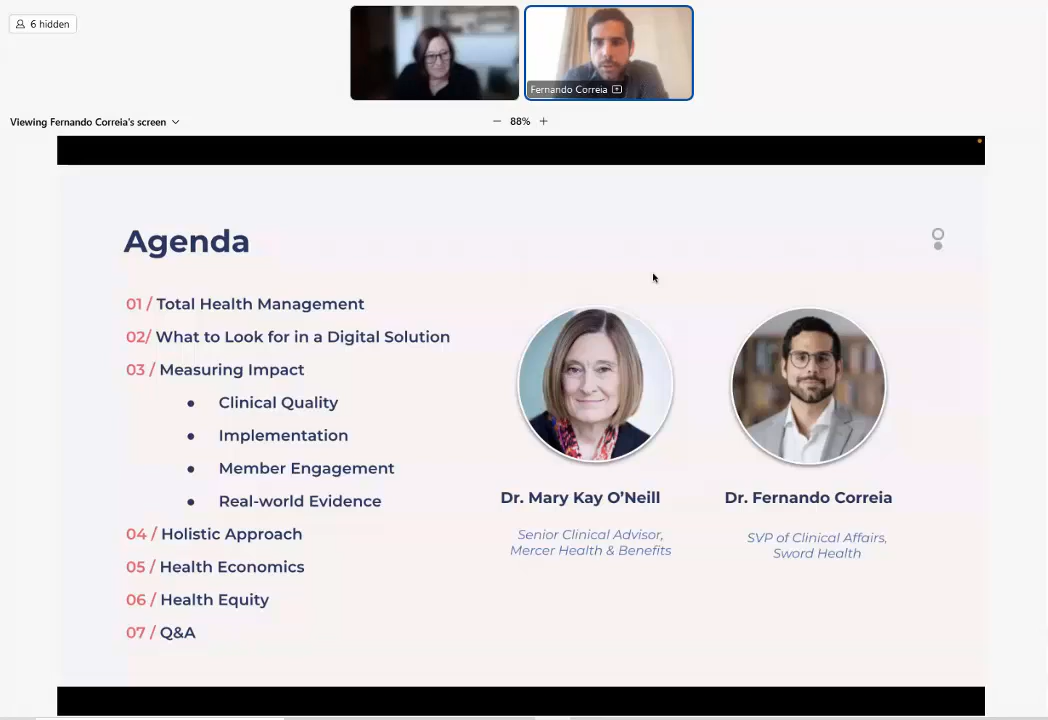 6 hidden
Fernando Correia
Viewing Fernando Correia's screen
88%
Agenda
01 / Total Health Management
02/ What to Look for in a Digital Solution
03 / Measuring Impact
● Clinical Quality
● Implementation
● Member Engagement
● Real-world Evidence
04 / Holistic Approach
05 / Health Economics
06 / Health Equity
07 / Q&A
Dr. Mary Kay O’Neill
Senior Clinical Advisor,
Mercer Health & Benefits
Dr. Fernando Correia
SVP of Clinical Affairs,
Sword Health